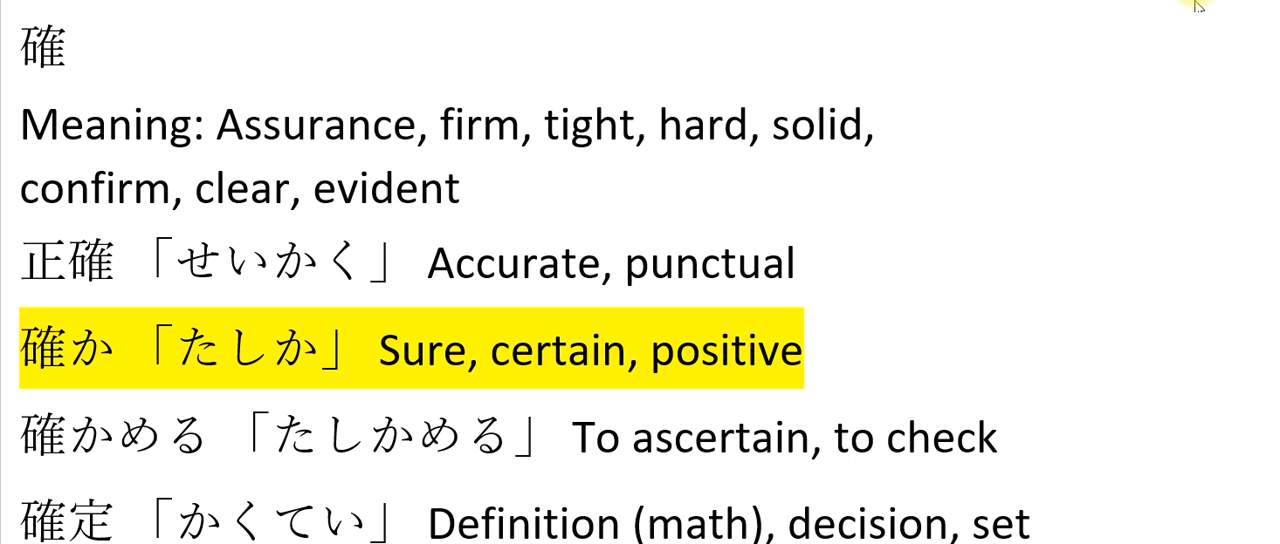 確
Meaning: Assurance, firm, tight, hard, solid,
confirm, clear, evident
正確 「せいかく」 Accurate, punctual
確か 「たしか」 Sure, certain, positive
確かめる 「たしかめる」 To ascertain, to check
確定 「かくてい」 Definition (math), decision, set